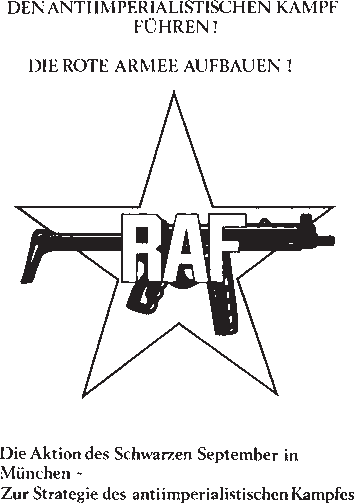 DEN ANTIIMPERIALISTISCHEN KAMPF
FÜHREN!
DIE ROTE ARMEE AUFBAUEN!
RAF
Die Aktion des Schwarzen September in
München -
Zur Strategie des antiimperialistischen Kampfes